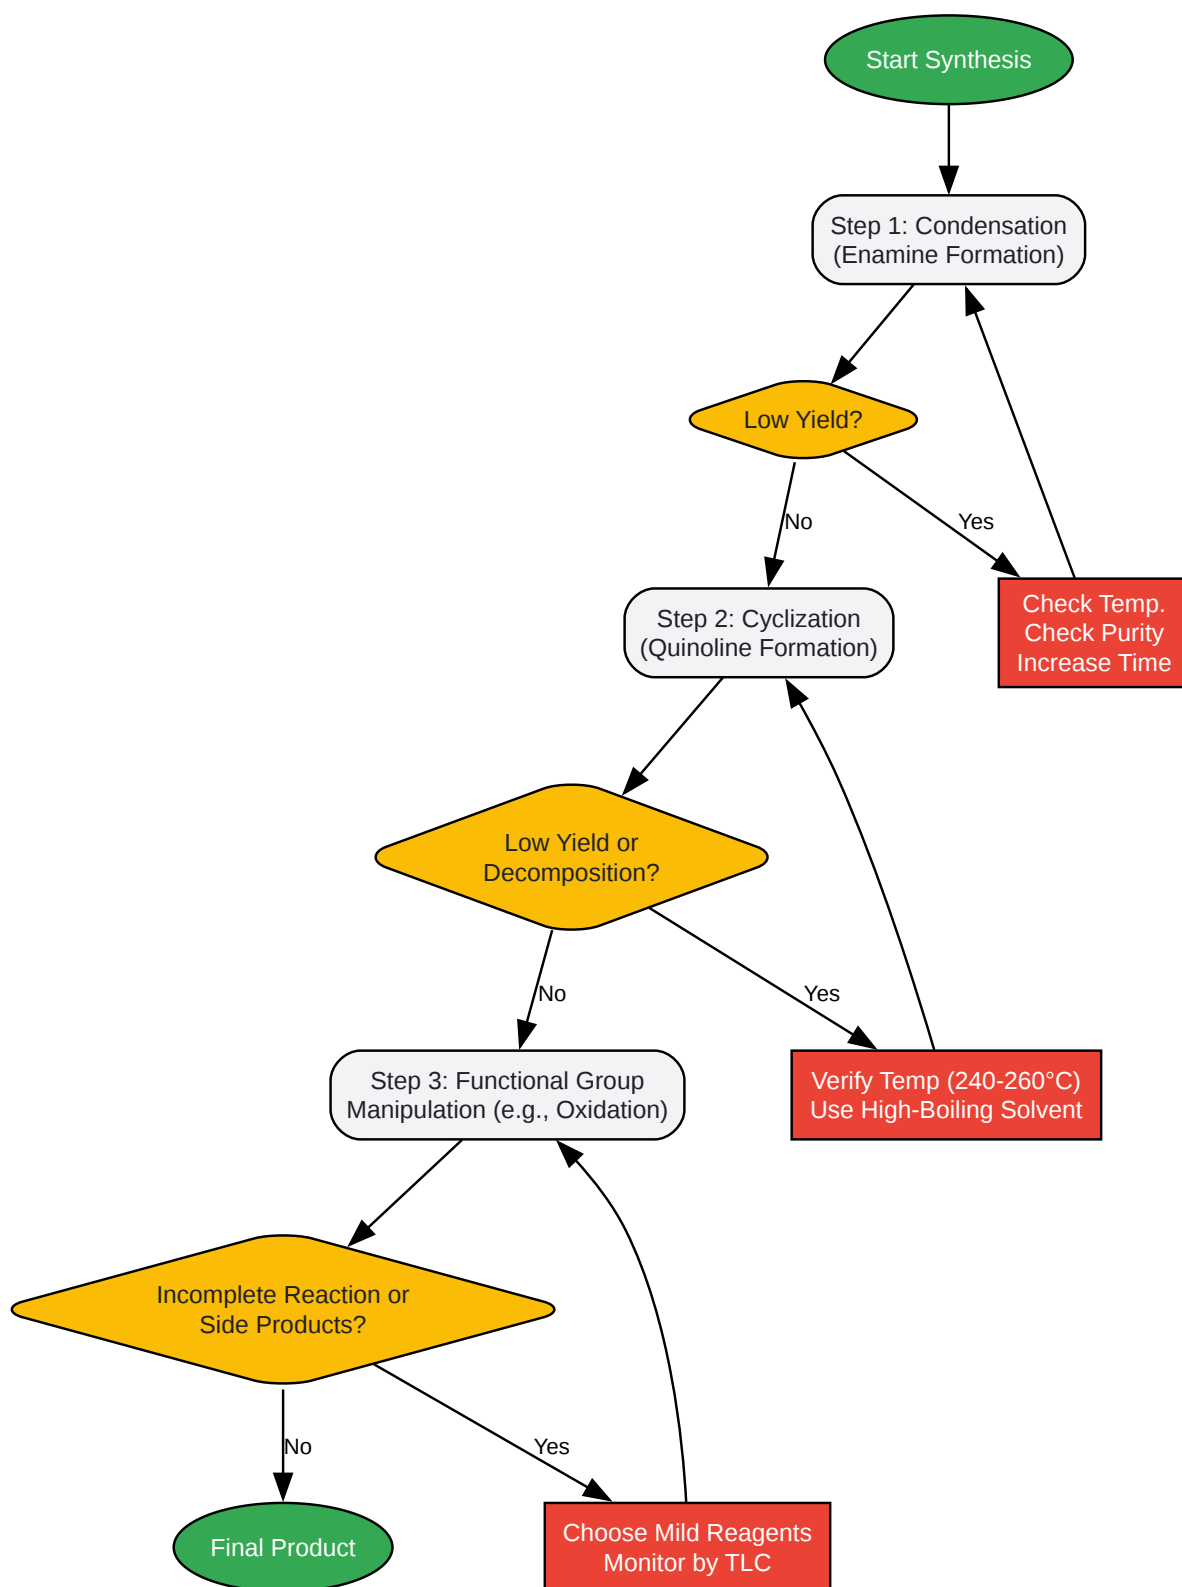 Start Synthesis
Step 1: Condensation
(Enamine Formation)
Low Yield?
No
Yes
Step 2: Cyclization
(Quinoline Formation)
Check Temp.
Check Purity
Increase Time
Low Yield or
Decomposition?
No
Yes
Step 3: Functional Group
Manipulation (e.g., Oxidation)
Verify Temp (240-260°C)
Use High-Boiling Solvent
Incomplete Reaction or
Side Products?
No
Yes
Final Product
Choose Mild Reagents
Monitor by TLC